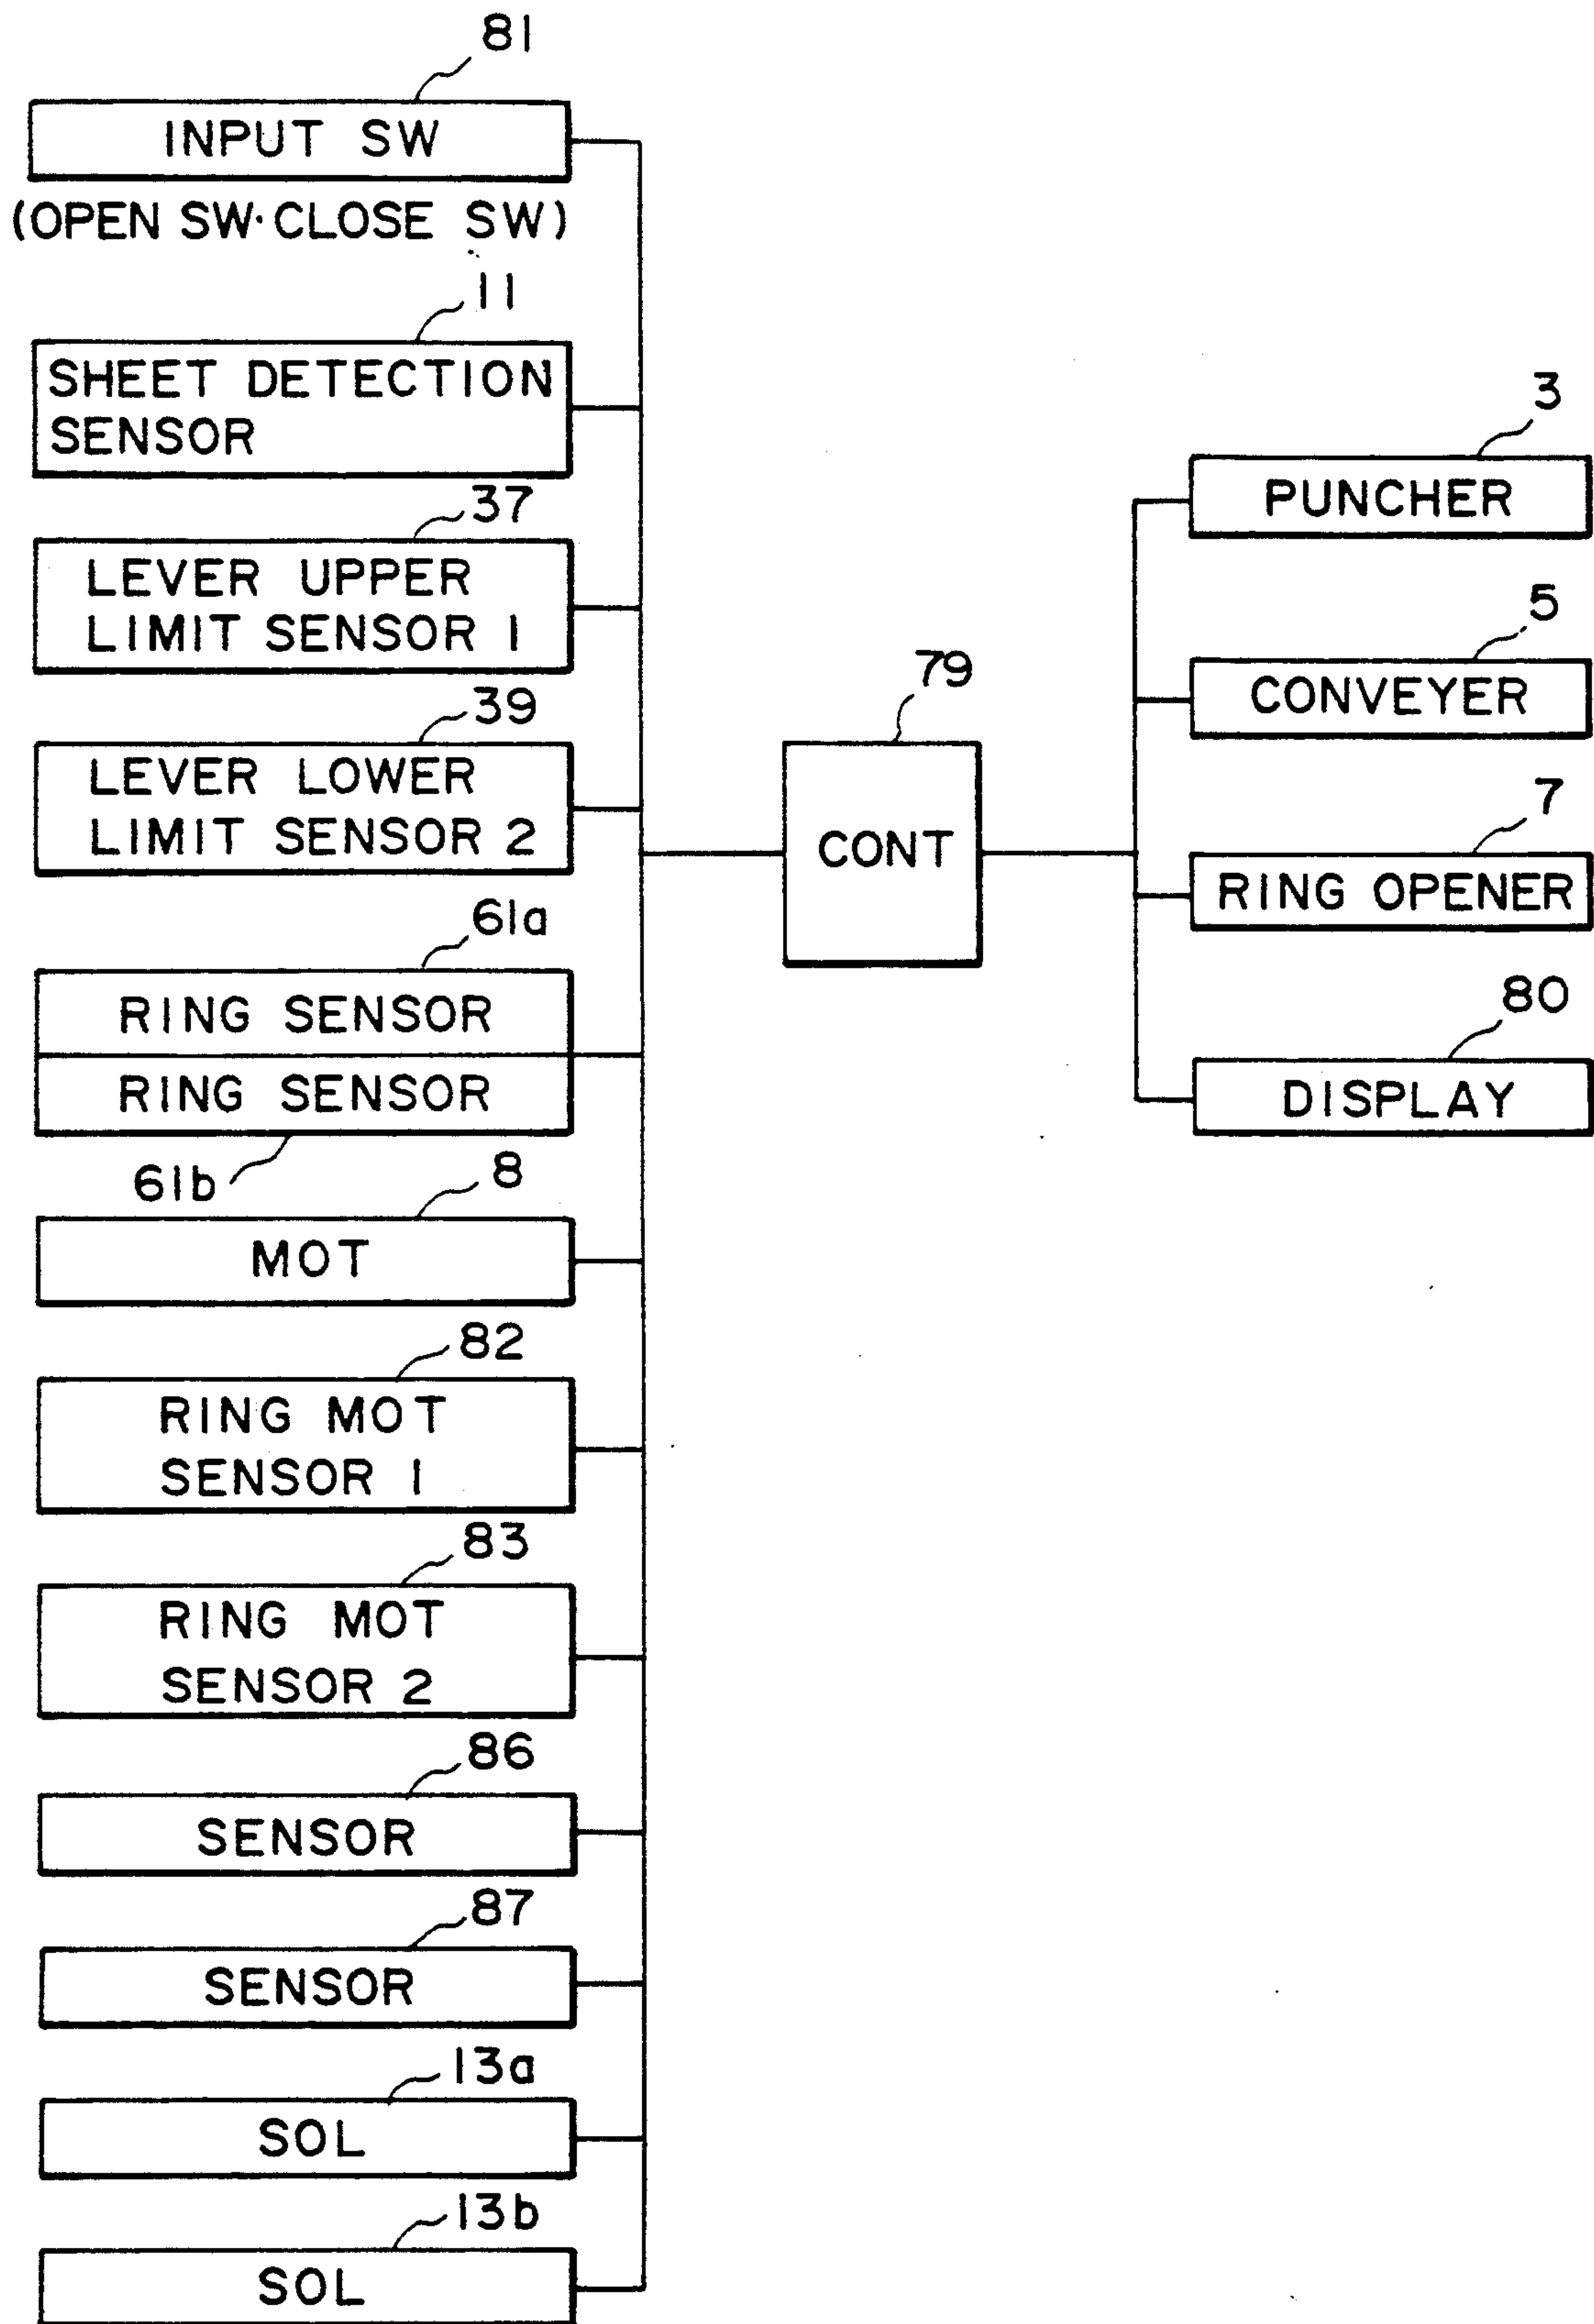 81
INPUT SW
(OPEN SW·CLOSE SW)
11
SHEET DETECTION
SENSOR
37
LEVER UPPER
LIMIT SENSOR 1
39
LEVER LOWER
LIMIT SENSOR 2
61a
RING SENSOR
RING SENSOR
61b
8
MOT
82
RING MOT
SENSOR 1
83
RING MOT
SENSOR 2
86
SENSOR
87
SENSOR
13a
SOL
13b
SOL
79
CONT
3
PUNCHER
5
CONVEYER
7
RING OPENER
80
DISPLAY